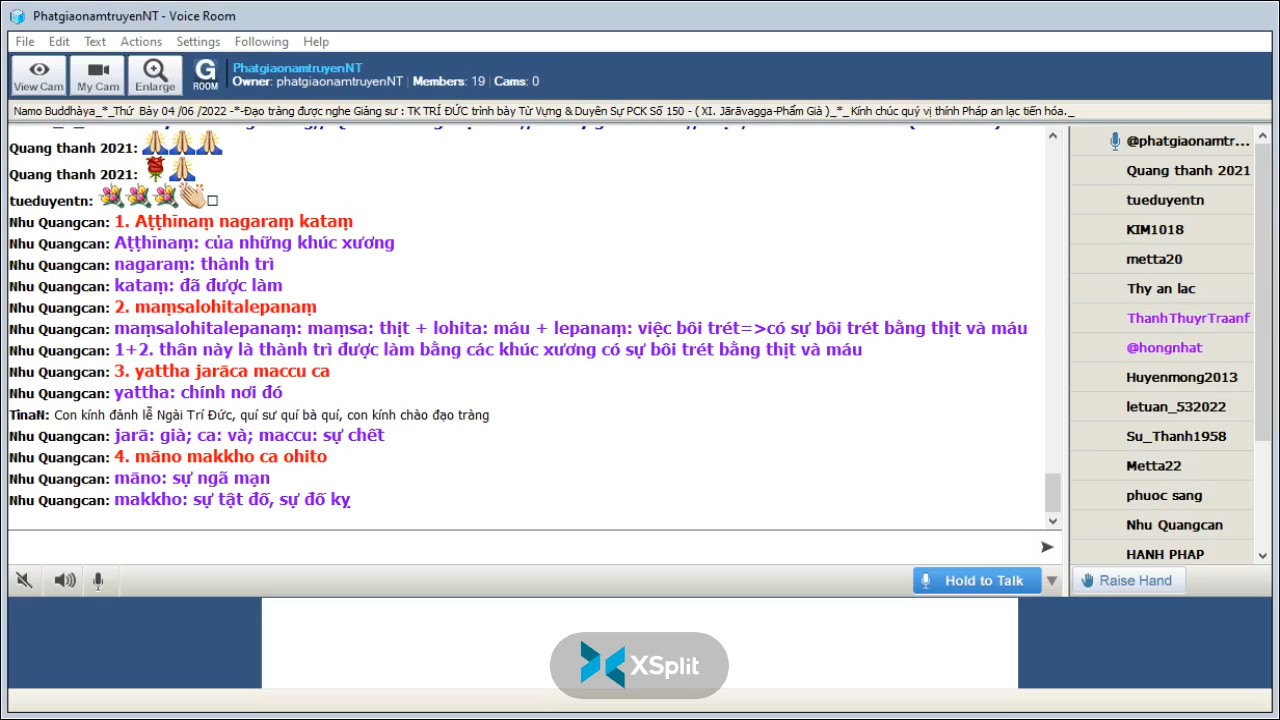 PhatgiaonamtruyenNT - Voice Room
File Edit Text Actions Settings Following Help
View Cam My Cam Enlarge G ROOM
PhatgiaonamtruyenNT
Owner: phatgiaonamtruyenNT | Members: 19 | Cams: 0
Namo Buddhàya_*_Thứ Bảy 04 /06 /2022 -*-Đạo tràng được nghe Giảng sư : TK TRÍ ĐỨC trình bày Từ Vựng & Duyên Sự PCK Số 150 - ( XI. Jārāvagga-Phẩm Già )_*_ Kính chúc quý vị thính Pháp an lạc tiến hóa._
Quang thanh 2021:
Quang thanh 2021:
tueduyentn:
Nhu Quangcan: 1. Aṭṭhīnaṃ nagaraṃ kataṃ
Nhu Quangcan: Aṭṭhīnaṃ: của những khúc xương
Nhu Quangcan: nagaraṃ: thành trì
Nhu Quangcan: kataṃ: đã được làm
Nhu Quangcan: 2. maṃsalohitalepanaṃ
Nhu Quangcan: maṃsalohitalepanaṃ: maṃsa: thịt + lohita: máu + lepanaṃ: việc bôi trét=>có sự bôi trét bằng thịt và máu
Nhu Quangcan: 1+2. thân này là thành trì được làm bằng các khúc xương có sự bôi trét bằng thịt và máu
Nhu Quangcan: 3. yattha jarāca maccu ca
Nhu Quangcan: yattha: chính nơi đó
TinaN: Con kính đảnh lễ Ngài Trí Đức, quí sư quí bà quí, con kính chào đạo tràng
Nhu Quangcan: jarā: già; ca: và; maccu: sự chết
Nhu Quangcan: 4. māno makkho ca ohito
Nhu Quangcan: māno: sự ngã mạn
Nhu Quangcan: makkho: sự tật đố, sự đố kỵ
@phatgiaonamtr...
Quang thanh 2021
tueduyentn
KIM1018
metta20
Thy an lac
ThanhThuyrTraanf
@hongnhat
Huyenmong2013
letuan_532022
Su_Thanh1958
Metta22
phuoc sang
Nhu Quangcan
HANH PHAP
Hold to Talk
Raise Hand
XSplit